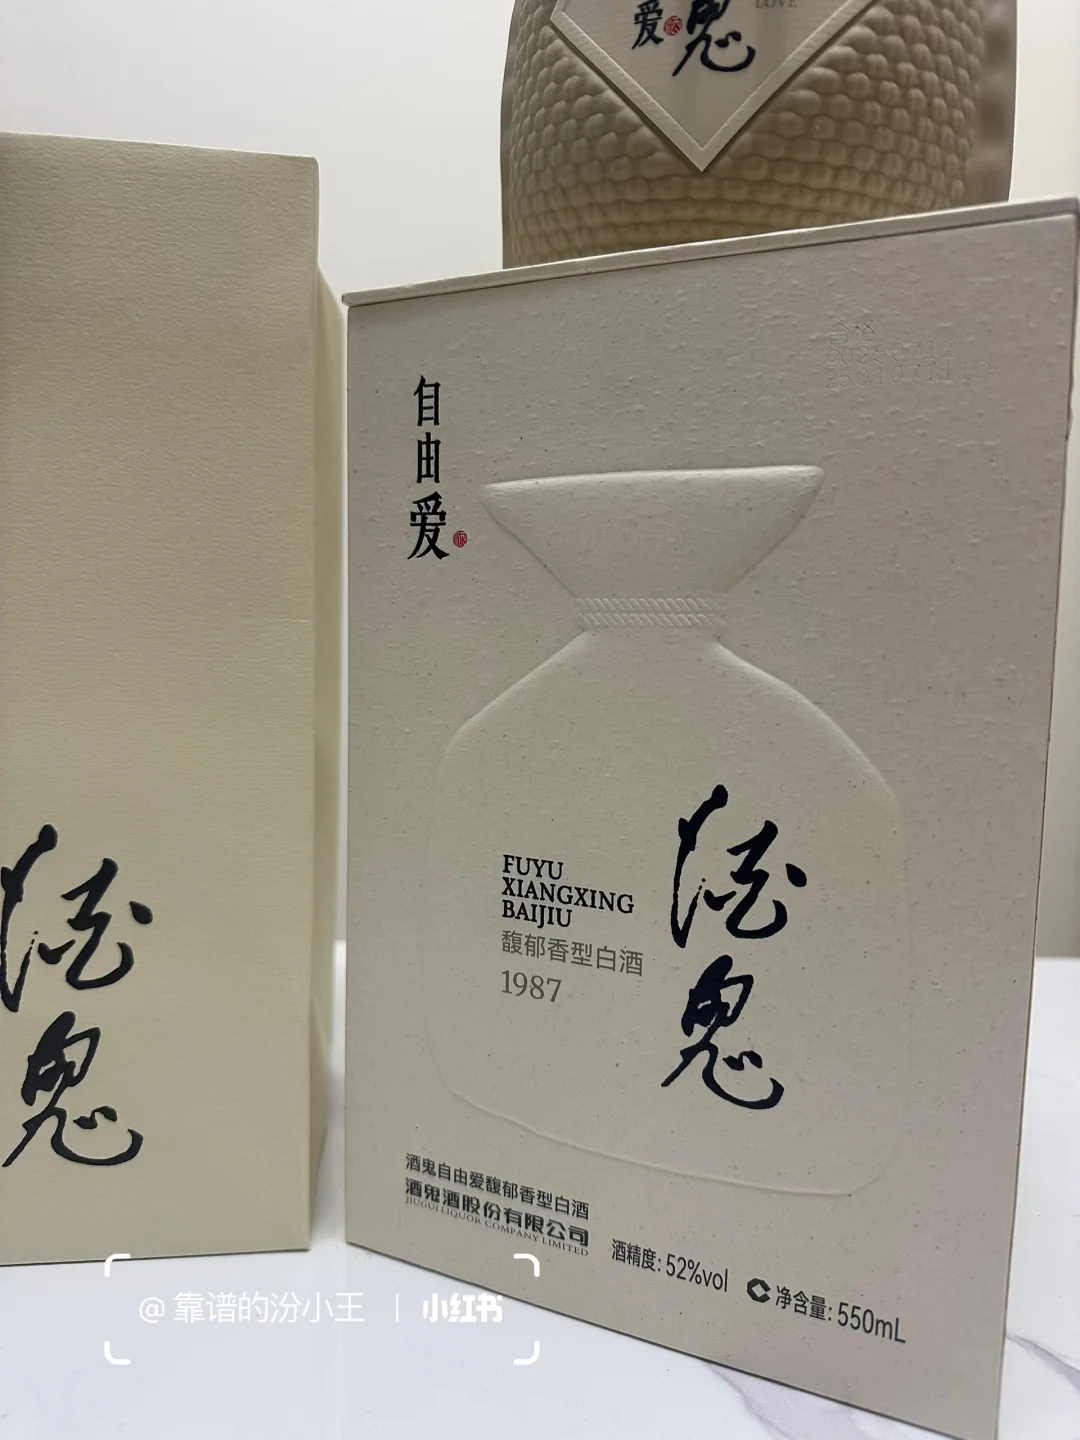 爱
鬼
LOVE
自由爱
酒鬼
FUYU
XIANGXING
BAIJIU
馥郁香型白酒
1987
酒鬼
酒鬼自由爱馥郁香型白酒
酒鬼酒股份有限公司
JIUGUI LIQUOR COMPANY LIMITED
酒精度: 52%vol
净含量: 550mL
@ 靠谱的汾小王 | 小红书